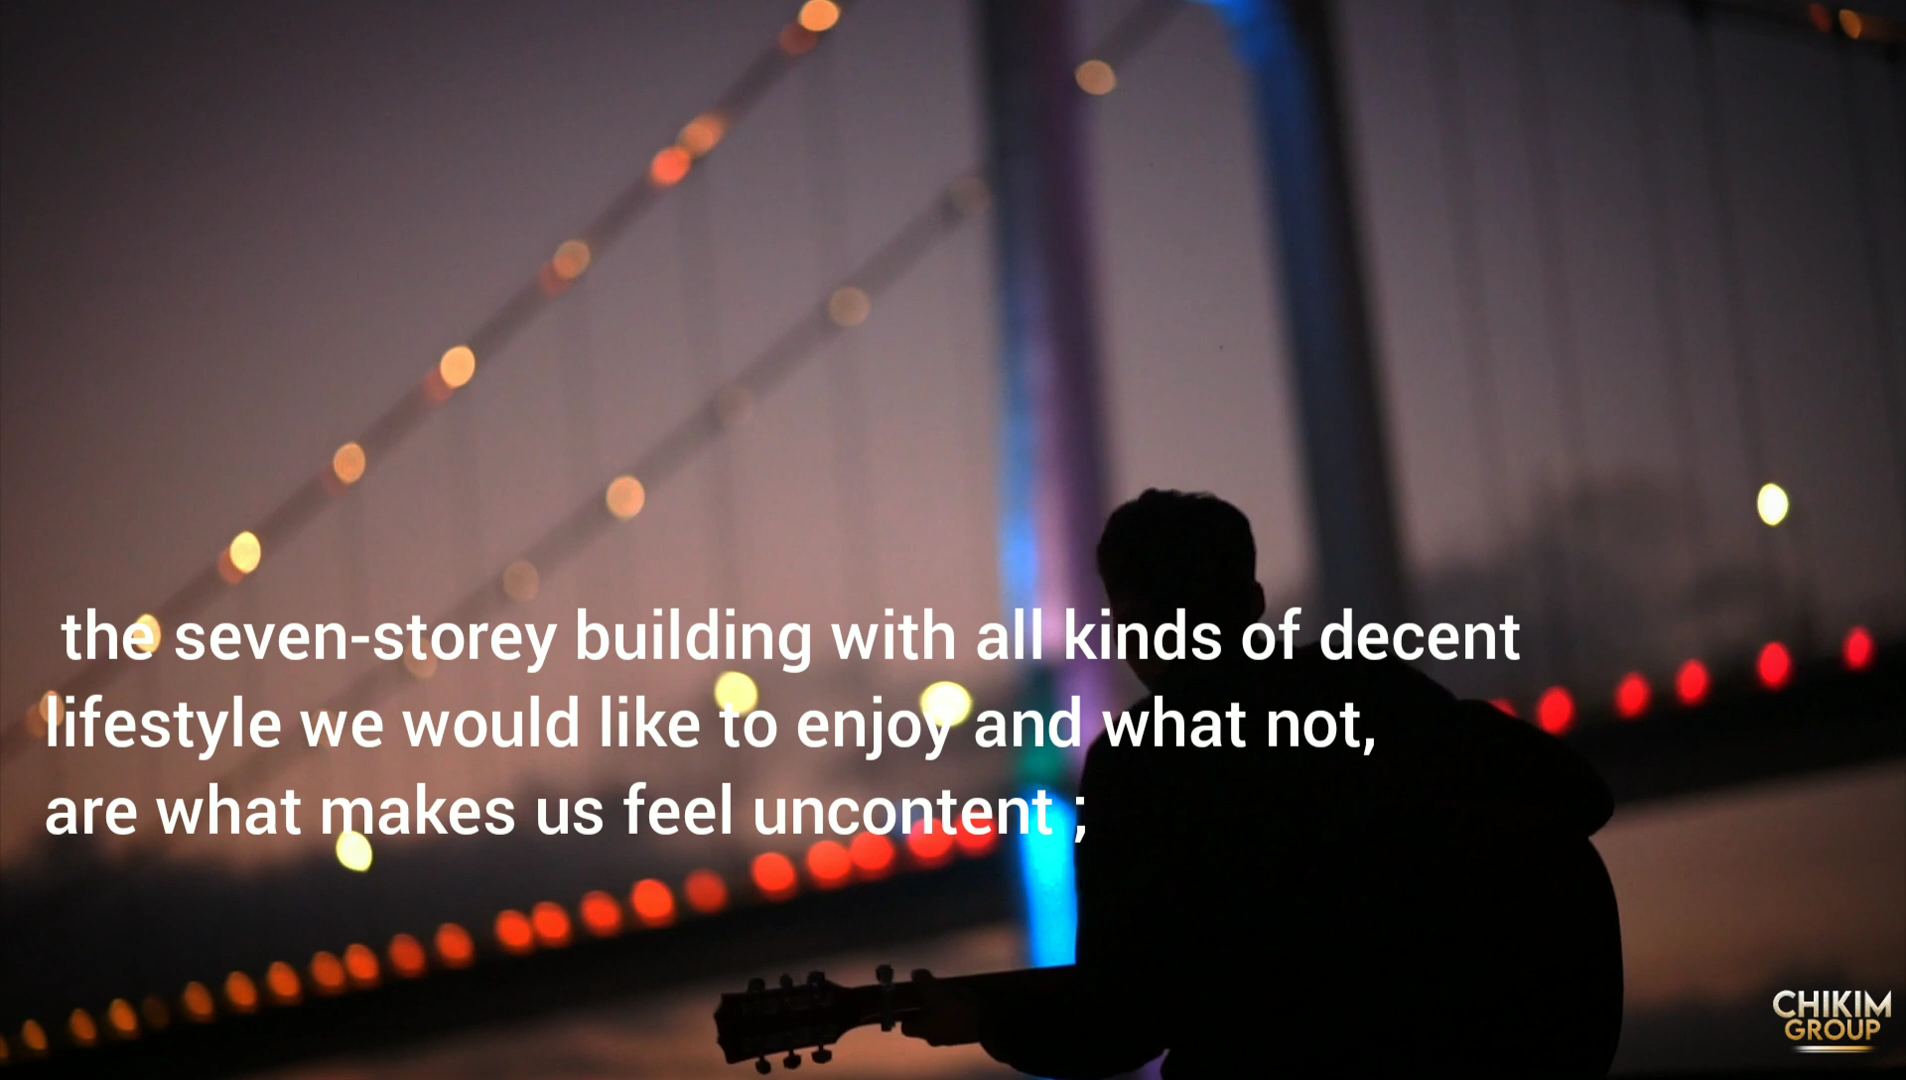 the seven-storey building with all kinds of decent
lifestyle we would like to enjoy and what not,
are what makes us feel uncontent ;
CHIKIM
GROUP